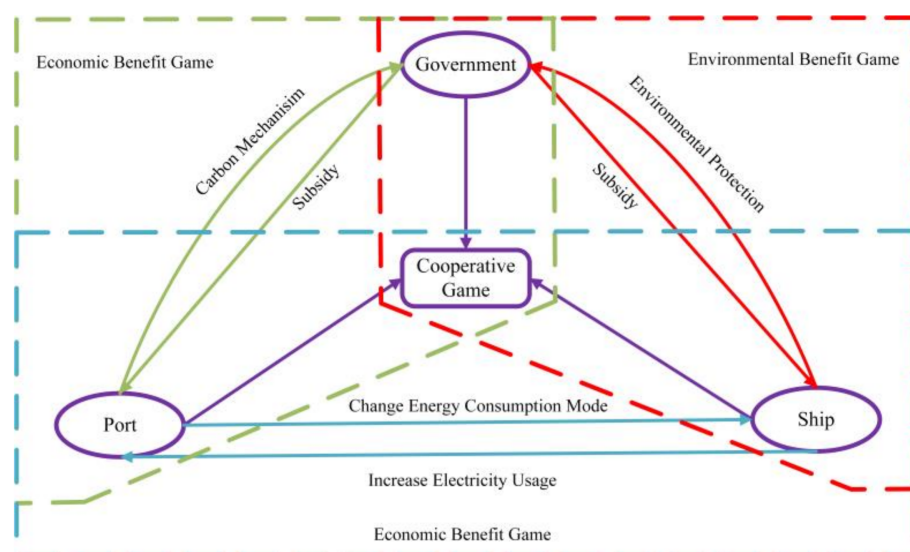 Economic Benefit Game
Government
Environmental Benefit Game
Carbon Mechanisim
Subsidy
Subsidy
Environmental Protection
Cooperative
Game
Port
Change Energy Consumption Mode
Ship
Increase Electricity Usage
Economic Benefit Game